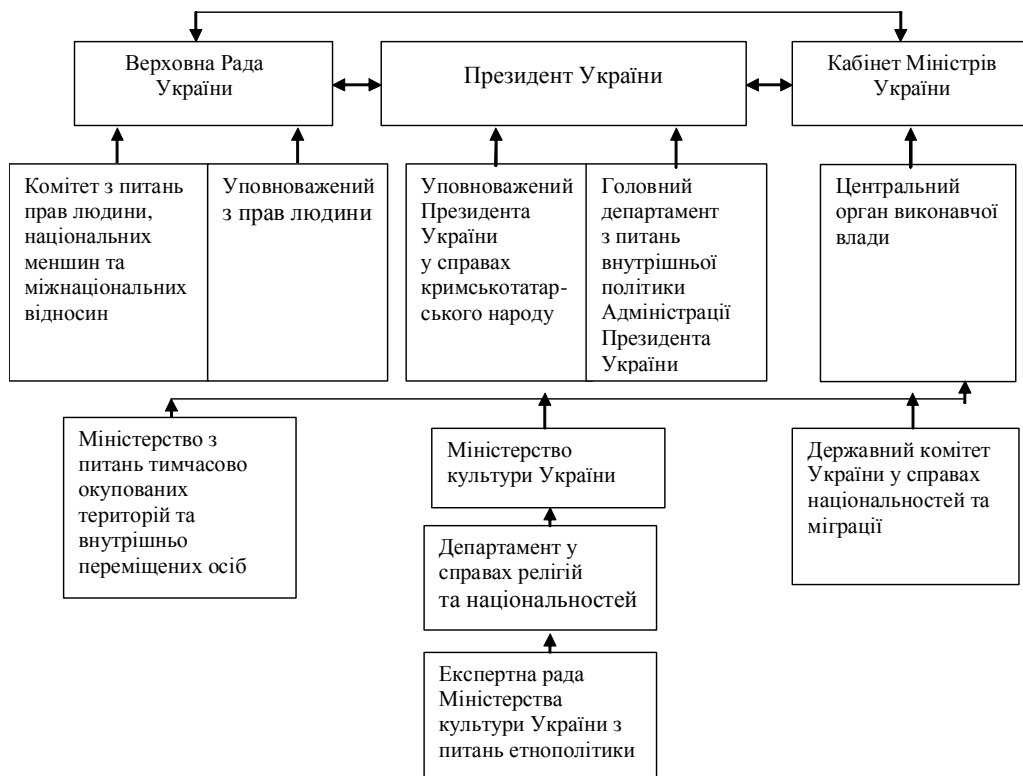 Верховна Рада
України
Президент України
Кабінет Міністрів
України
Комітет з питань
прав людини,
національних
меншин та
міжнаціональних
відносин
Уповноважений
з прав людини
Уповноважений
Президента
України
у справах
кримськотатар-
ського народу
Головний
департамент
з питань
внутрішньої
політики
Адміністрації
Президента
України
Центральний
орган виконавчої
влади
Міністерство з
питань тимчасово
окупованих
територій та
внутрішньо
переміщених осіб
Міністерство
культури України
Державний комітет
України у справах
національностей та
міграції
Департамент у
справах релігій
та національностей
Експертна рада
Міністерства
культури України з
питань етнополітики